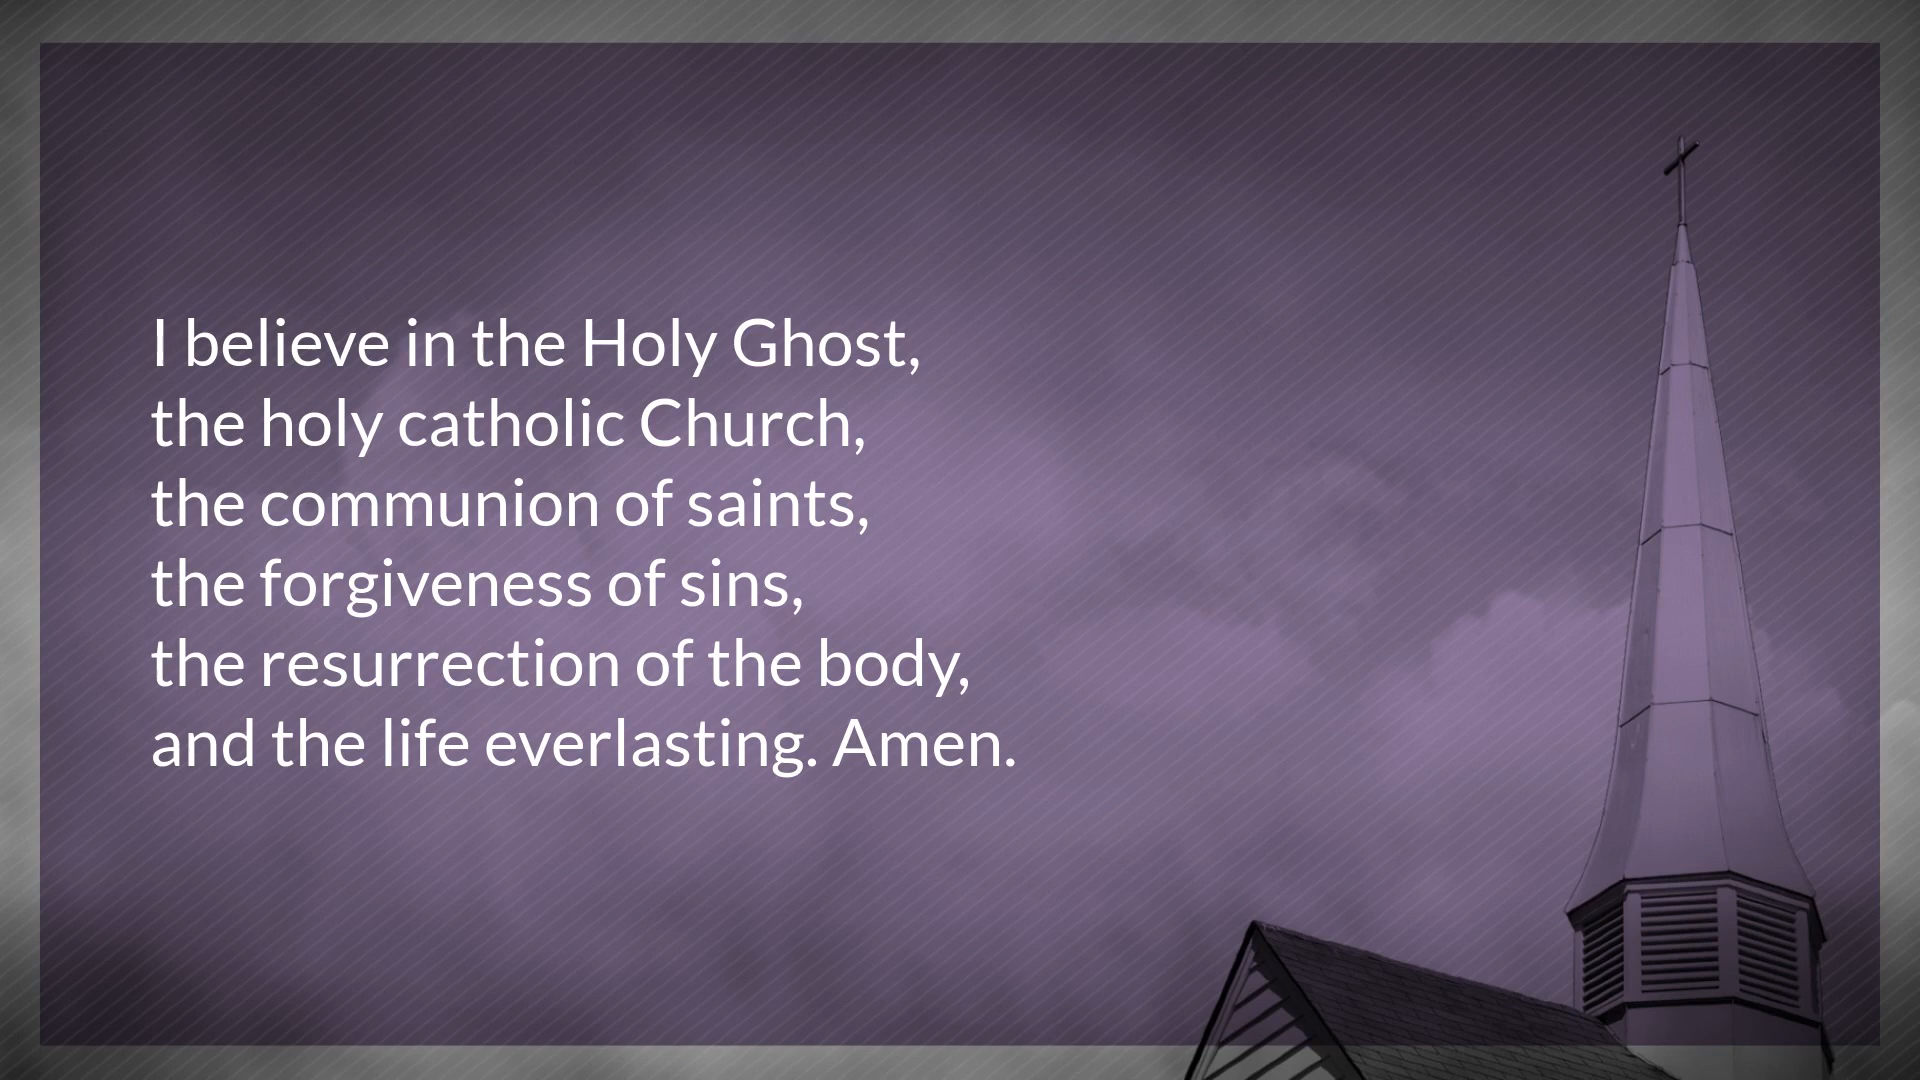 I believe in the Holy Ghost,
the holy catholic Church,
the communion of saints,
the forgiveness of sins,
the resurrection of the body,
and the life everlasting. Amen.